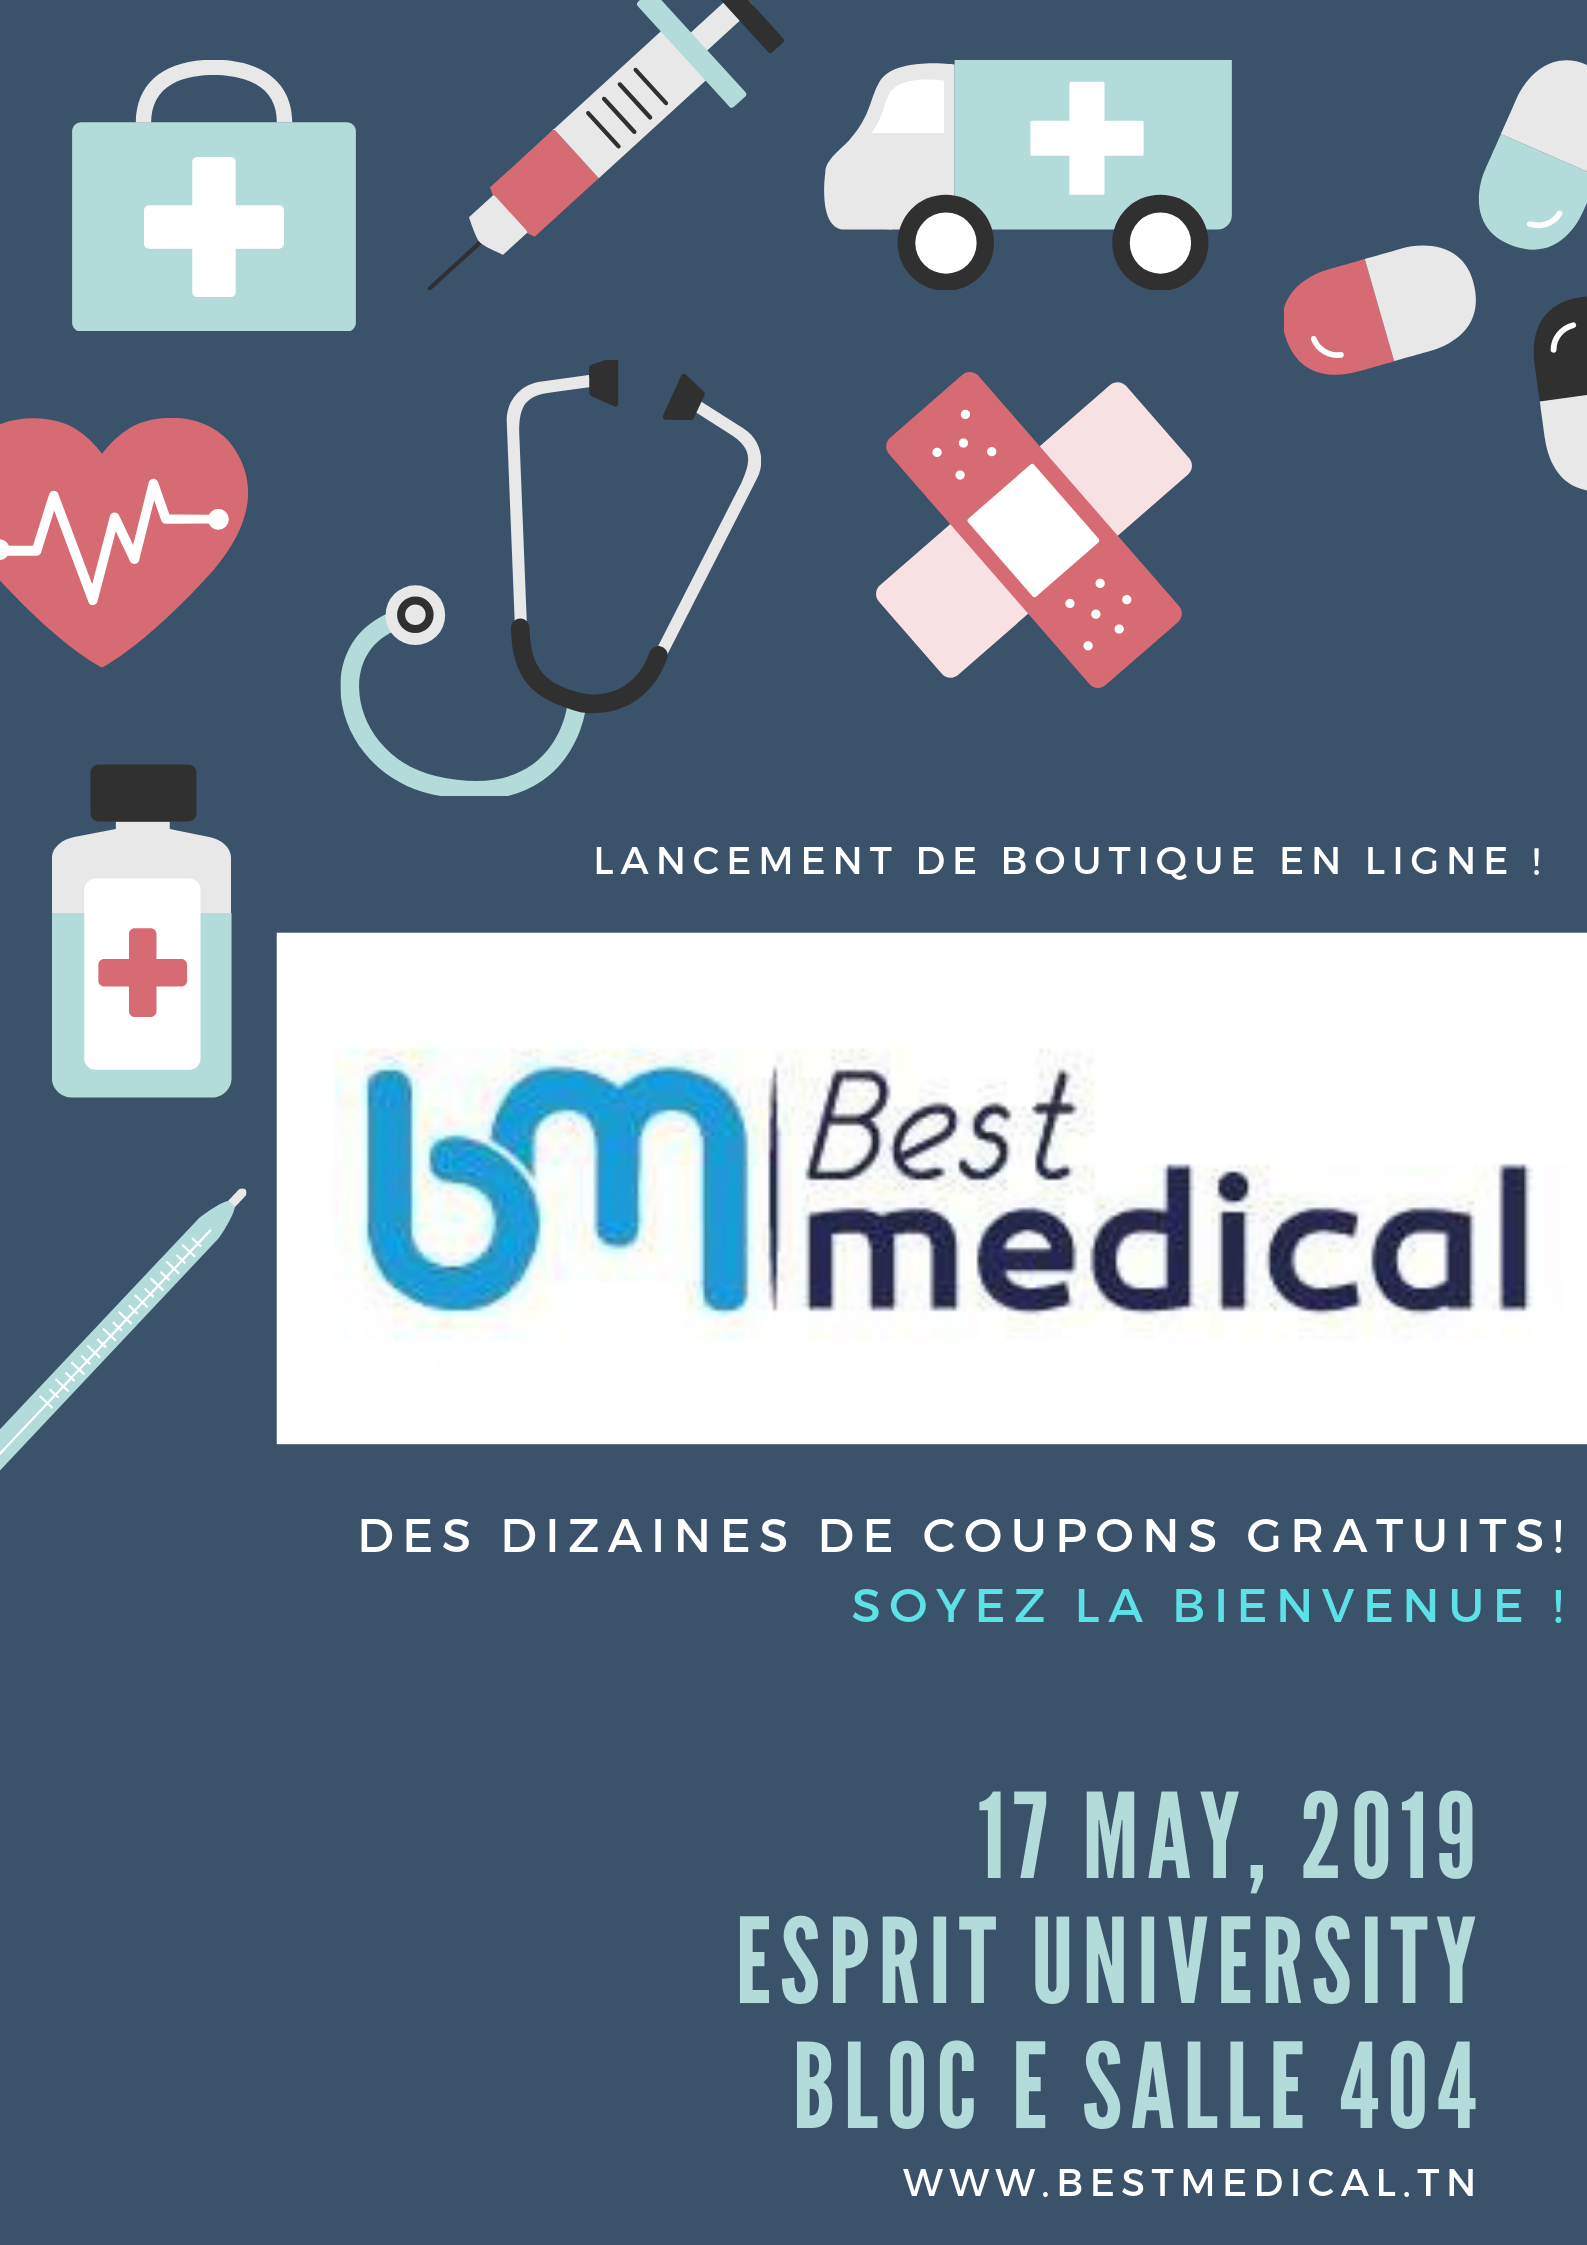 LANCEMENT DE BOUTIQUE EN LIGNE !
bm Best
medical
DES DIZAINES DE COUPONS GRATUITS!
SOYEZ LA BIENVENUE !
17 MAY, 2019
ESPRIT UNIVERSITY
BLOC E SALLE 404
WWW.BESTMEDICAL.TN